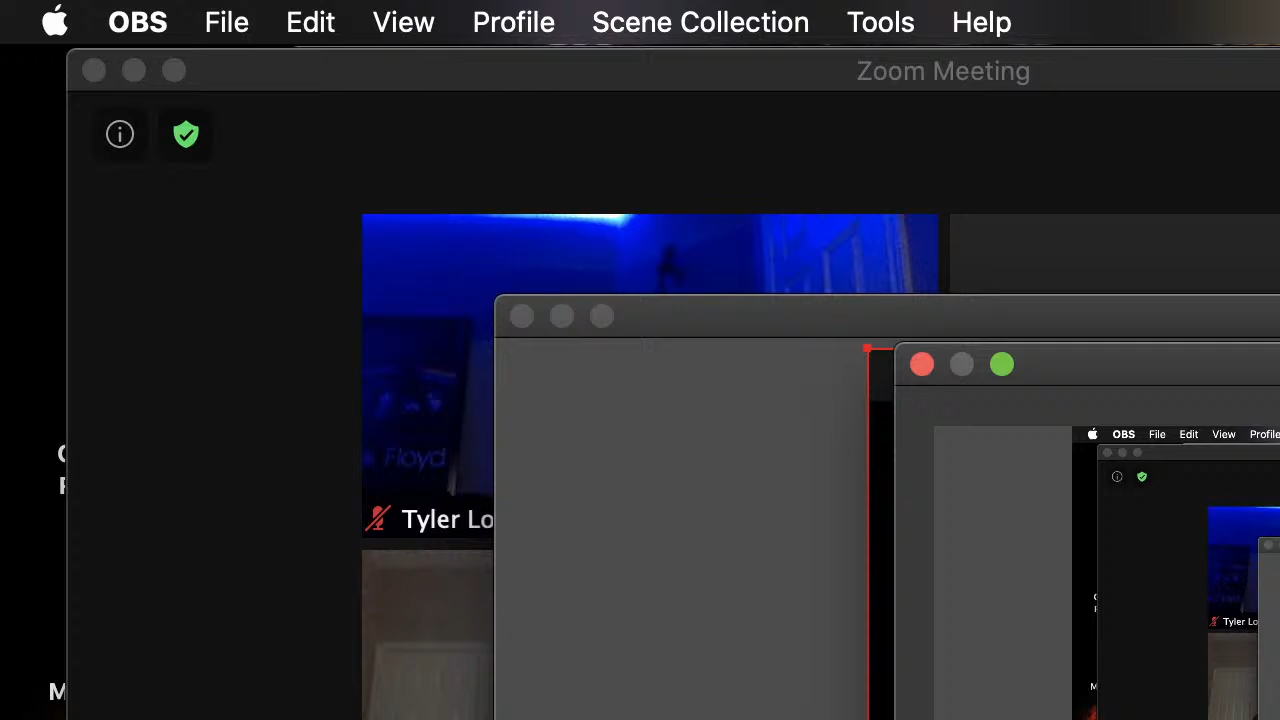 OBS File Edit View Profile Scene Collection Tools Help
Zoom Meeting
Floyd
Tyler Lo
M
OBS File Edit View Profile
Tyler Lo
M